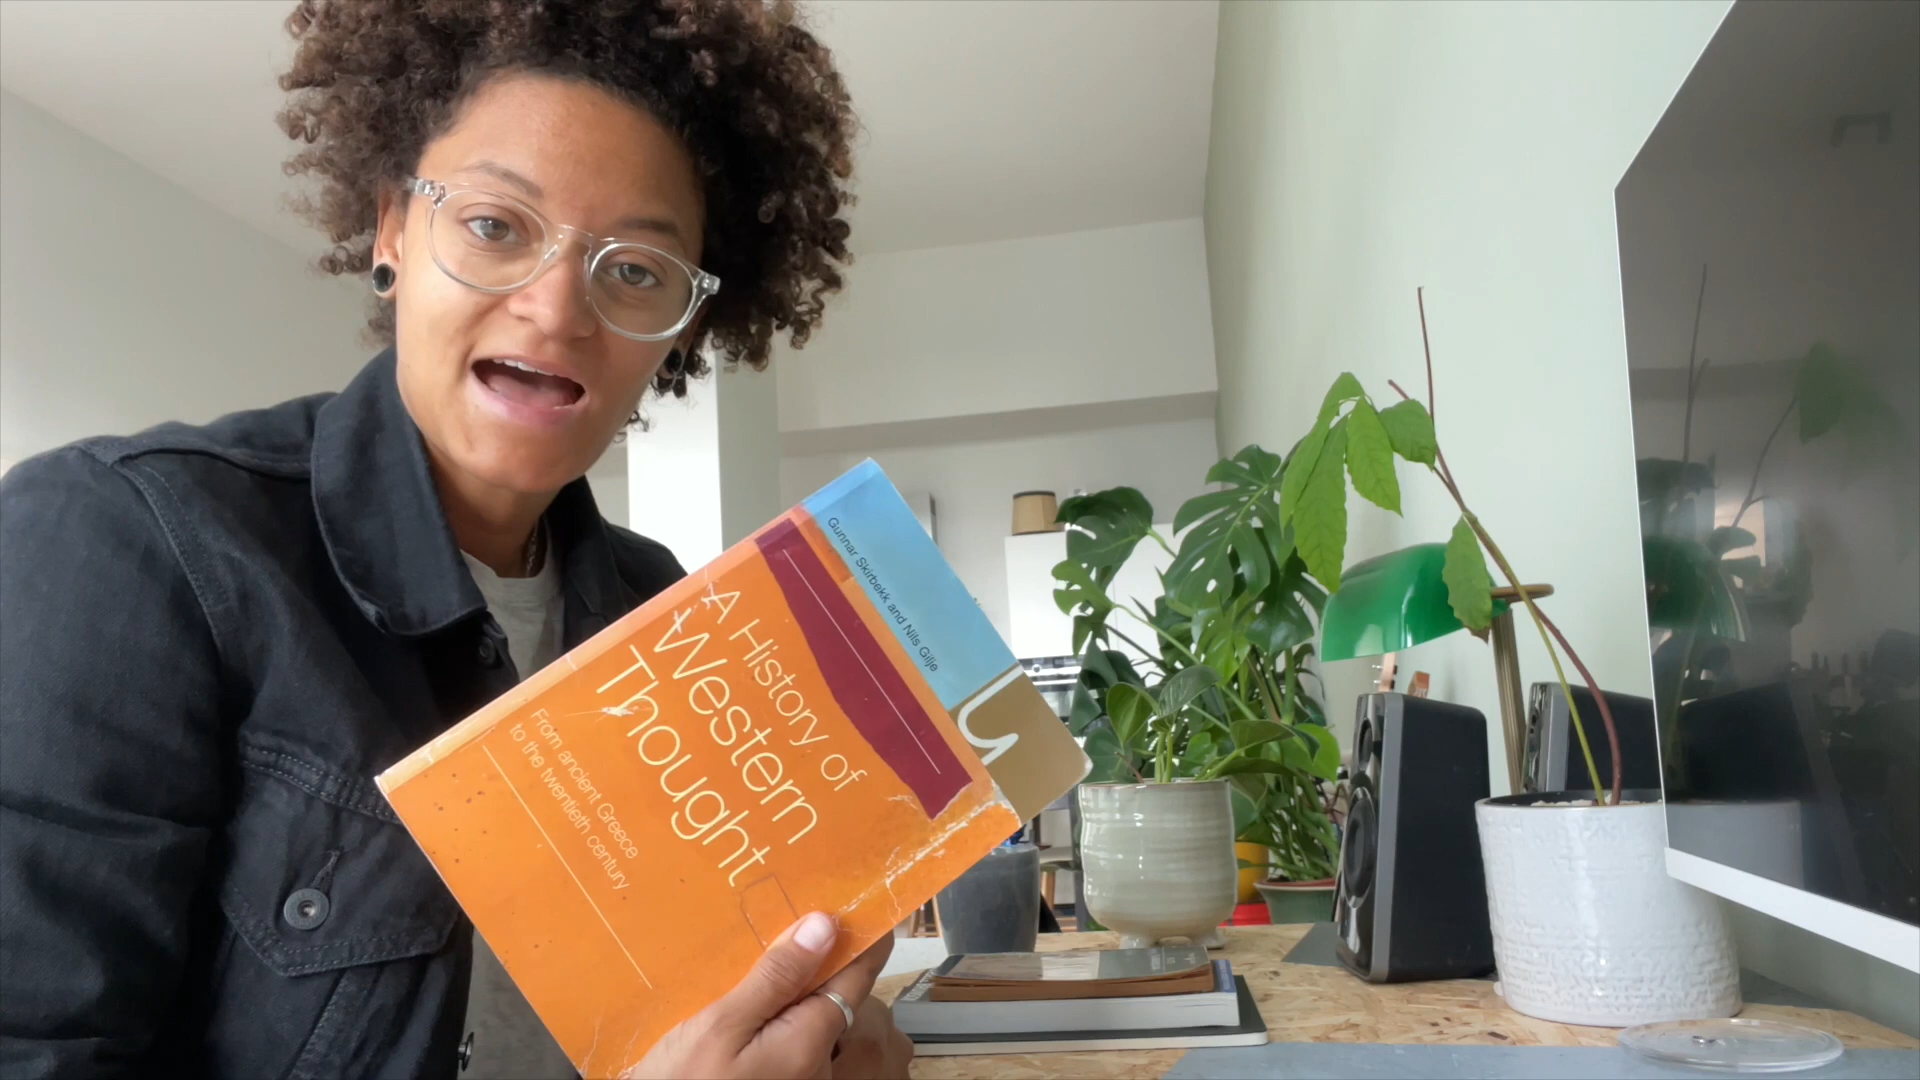 Gunnar Skirbekk and Nils Gilje
A History of
Western
Thought
From ancient Greece
to the twentieth century